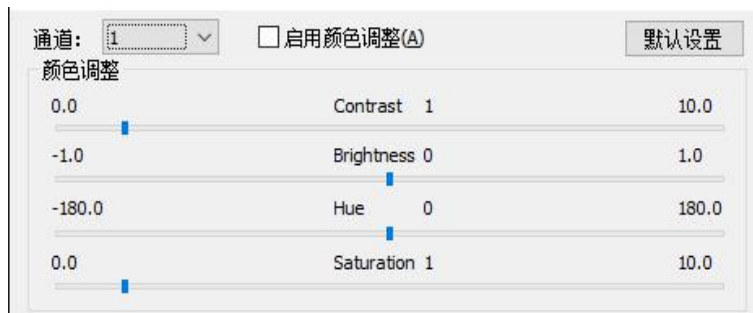 通道: 1 启用颜色调整(A) 默认设置
颜色调整
0.0 Contrast 1 10.0
-1.0 Brightness 0 1.0
-180.0 Hue 0 180.0
0.0 Saturation 1 10.0